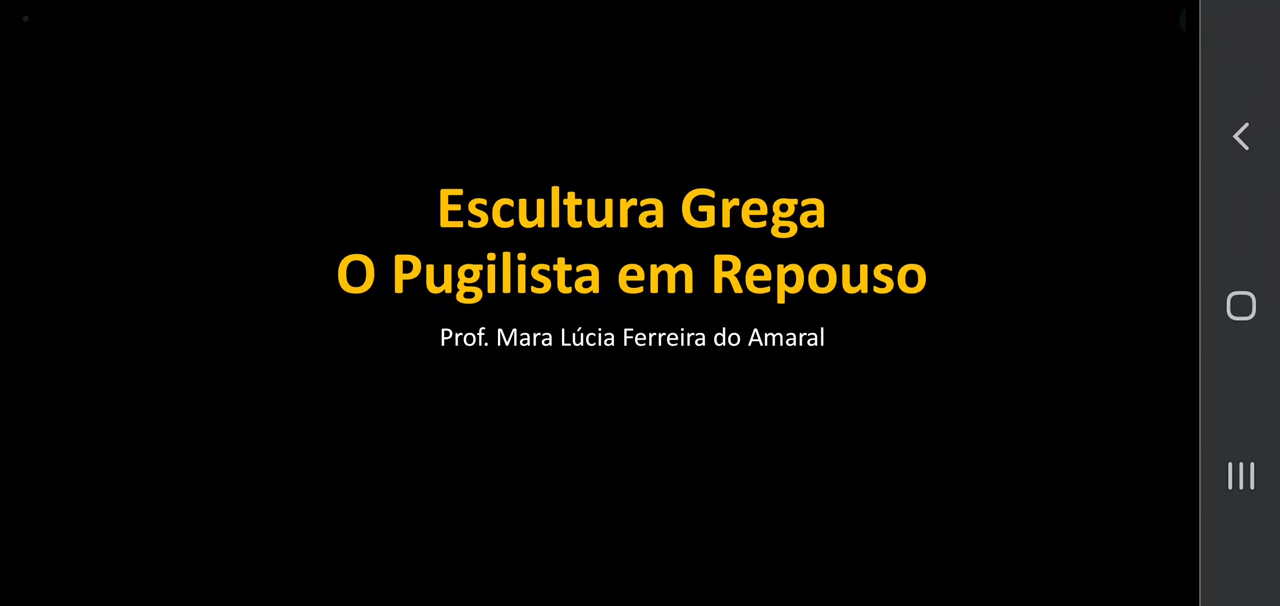 Escultura Grega
O Pugilista em Repouso
Prof. Mara Lúcia Ferreira do Amaral